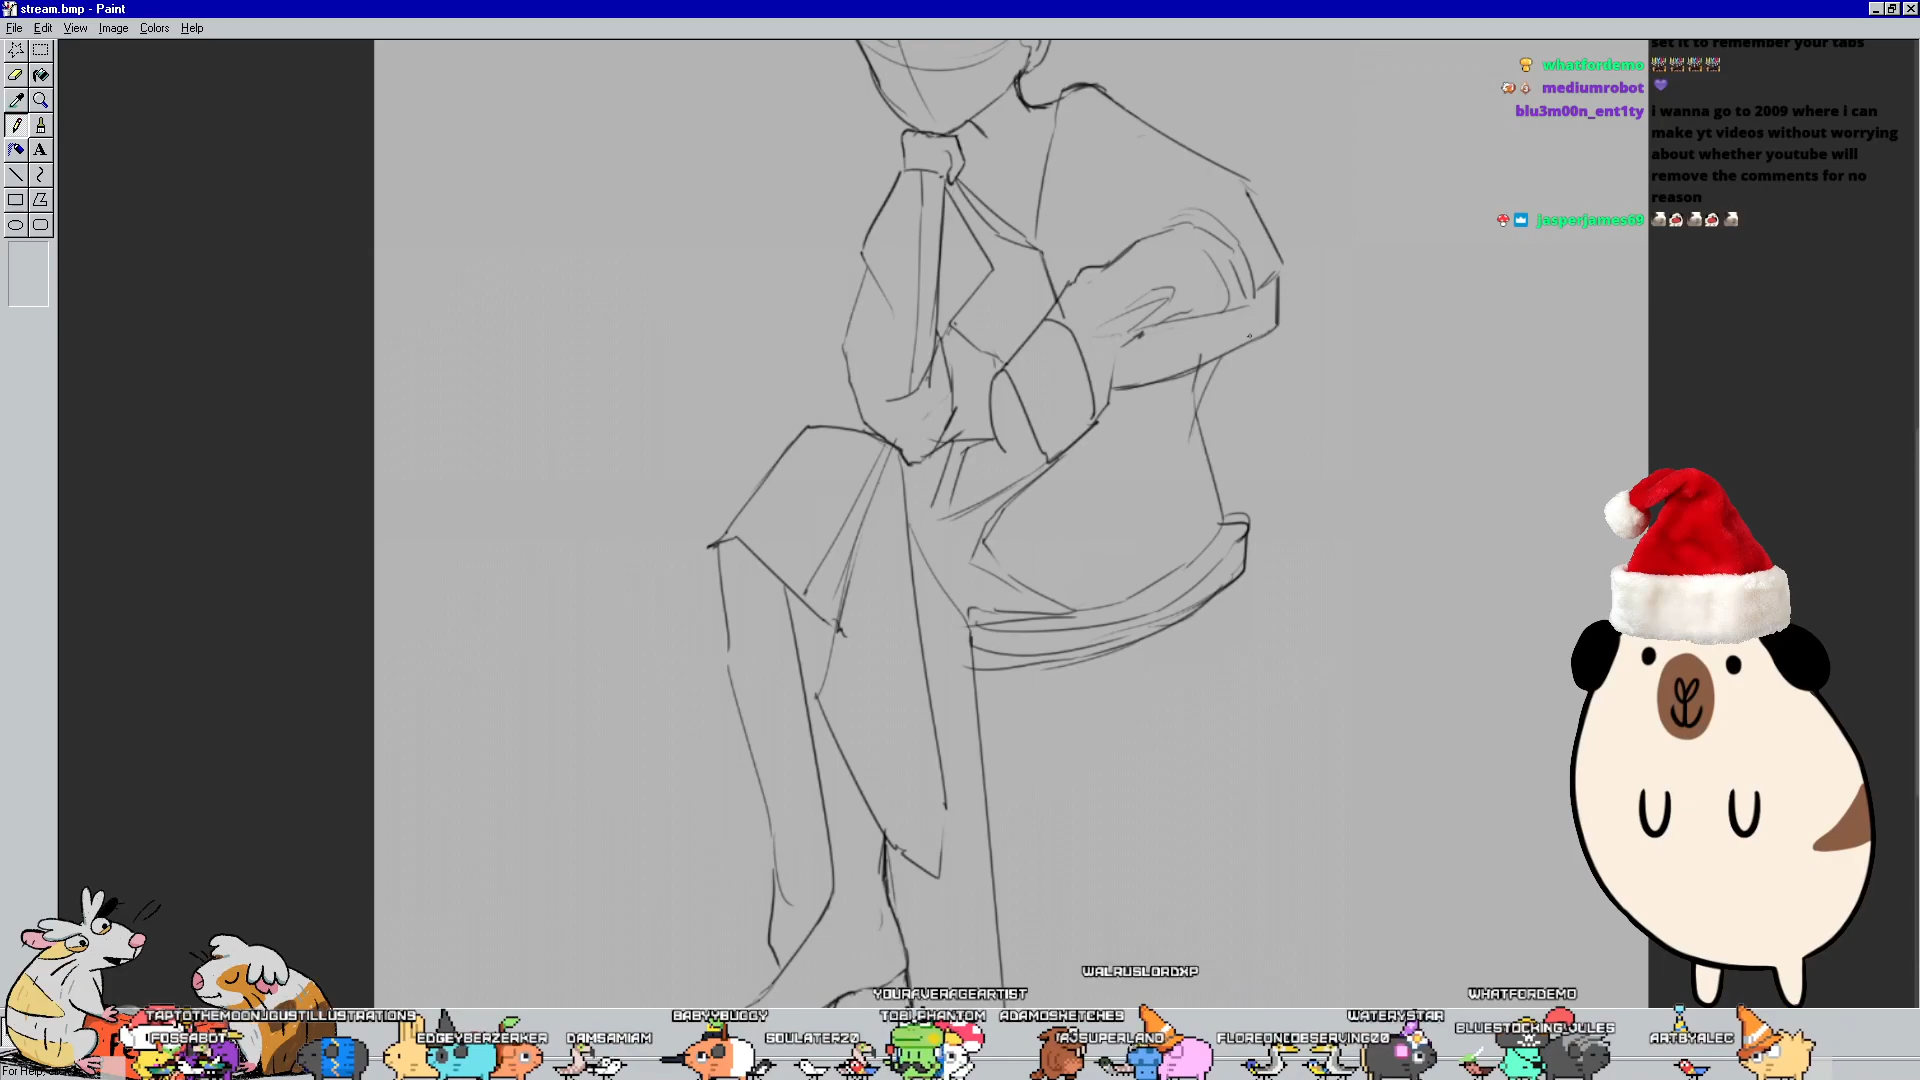 stream.bmp - Paint
File Edit View Image Colors Help
set it to remember your tabs
whatfordemo
mediumrobot
blu3m00n_ent1ty i wanna go to 2009 where i can
make yt videos without worrying
about whether youtube will
remove the comments for no
reason
jasperjames69
WALRUSLORDXP
YOURAVERAGEARTIST
WHATFORDEMO
TAPTOTHEMOON
BABYYBUGGY
TOBI_PHANTOM
ADAMOSKETCHES
WATERYSTAR
BLUESTOCKING_JULES
FOSSABOT
EDGEYBERZERKER
DAMSAMIAM
SOULATER20
FLOREONCDESERVING00
ARTBYALEC
For Help,